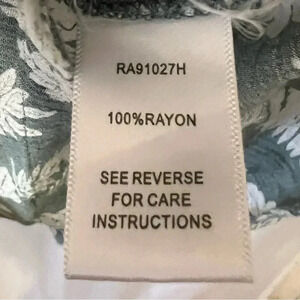 RA91027H
100%RAYON
SEE REVERSE
FOR CARE
INSTRUCTIONS